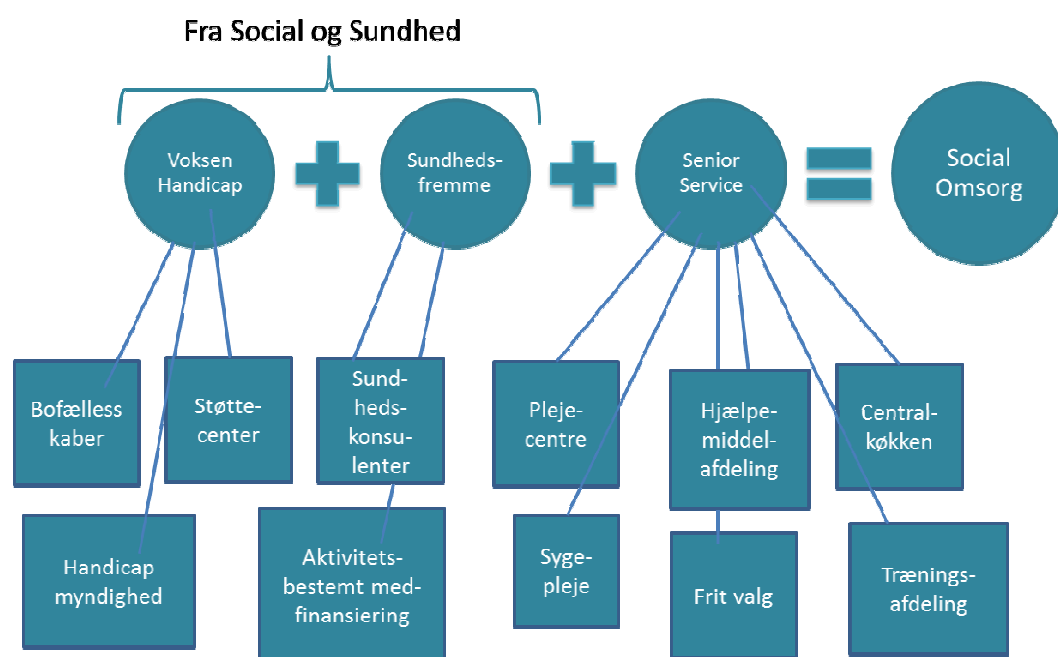 Fra Social og Sundhed
Voksen
Handicap
Sundheds-
fremme
Senior
Service
Social
Omsorg
Bofælless
kaber
Støtte-
center
Sund-
heds-
konsu-
lenter
Pleje-
centre
Hjælpe-
middel-
afdeling
Central-
køkken
Handicap
myndighed
Aktivitets-
bestemt med-
finansiering
Syge-
pleje
Frit valg
Trænings-
afdeling